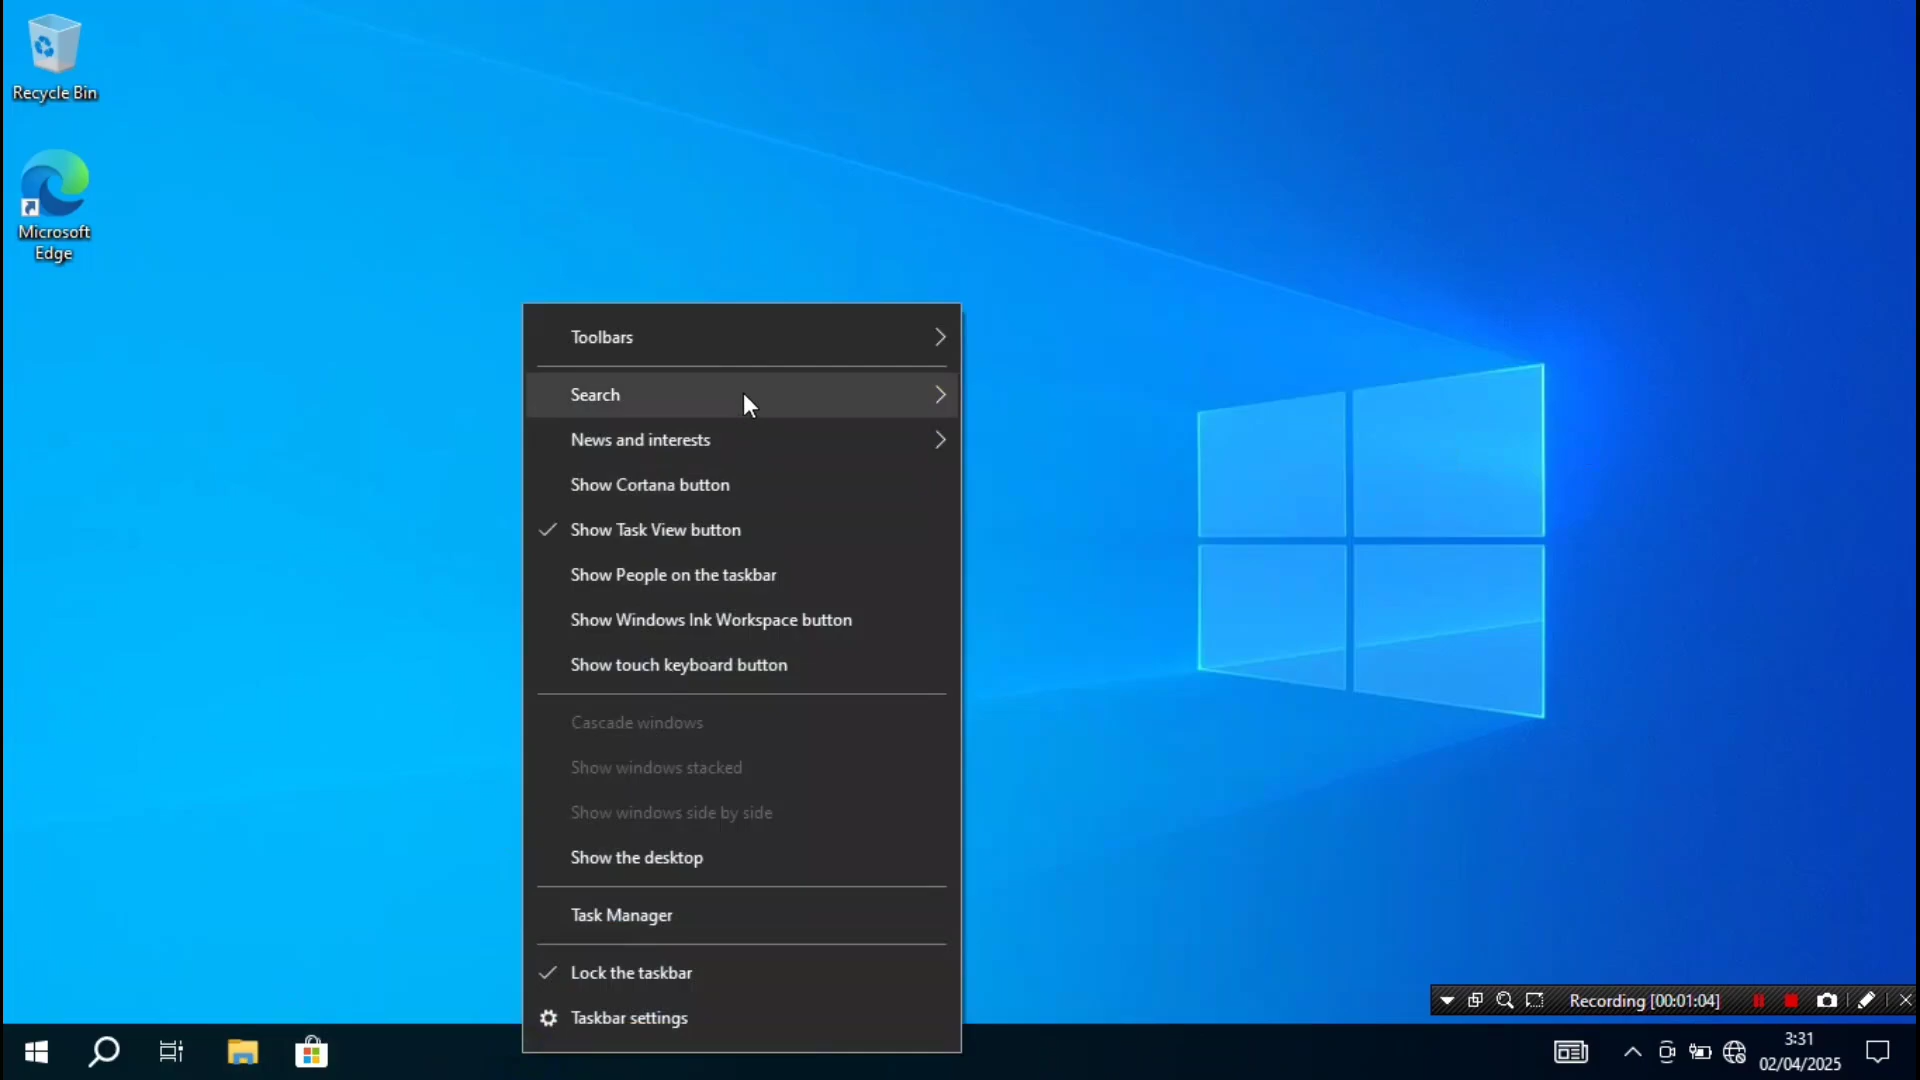 Recycle Bin
Microsoft
Edge
Toolbars
Search
News and interests
Show Cortana button
Show Task View button
Show People on the taskbar
Show Windows Ink Workspace button
Show touch keyboard button
Cascade windows
Show windows stacked
Show windows side by side
Show the desktop
Task Manager
Lock the taskbar
Taskbar settings
Recording [00:01:04]
3:31
02/04/2025